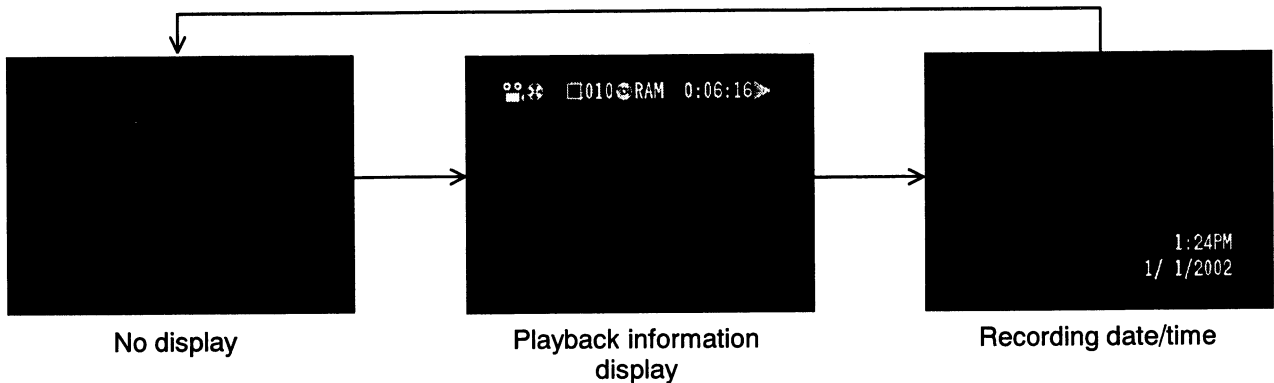 010 RAM 0:06:16
1:24PM
1/ 1/2002
No display
Playback information
display
Recording date/time